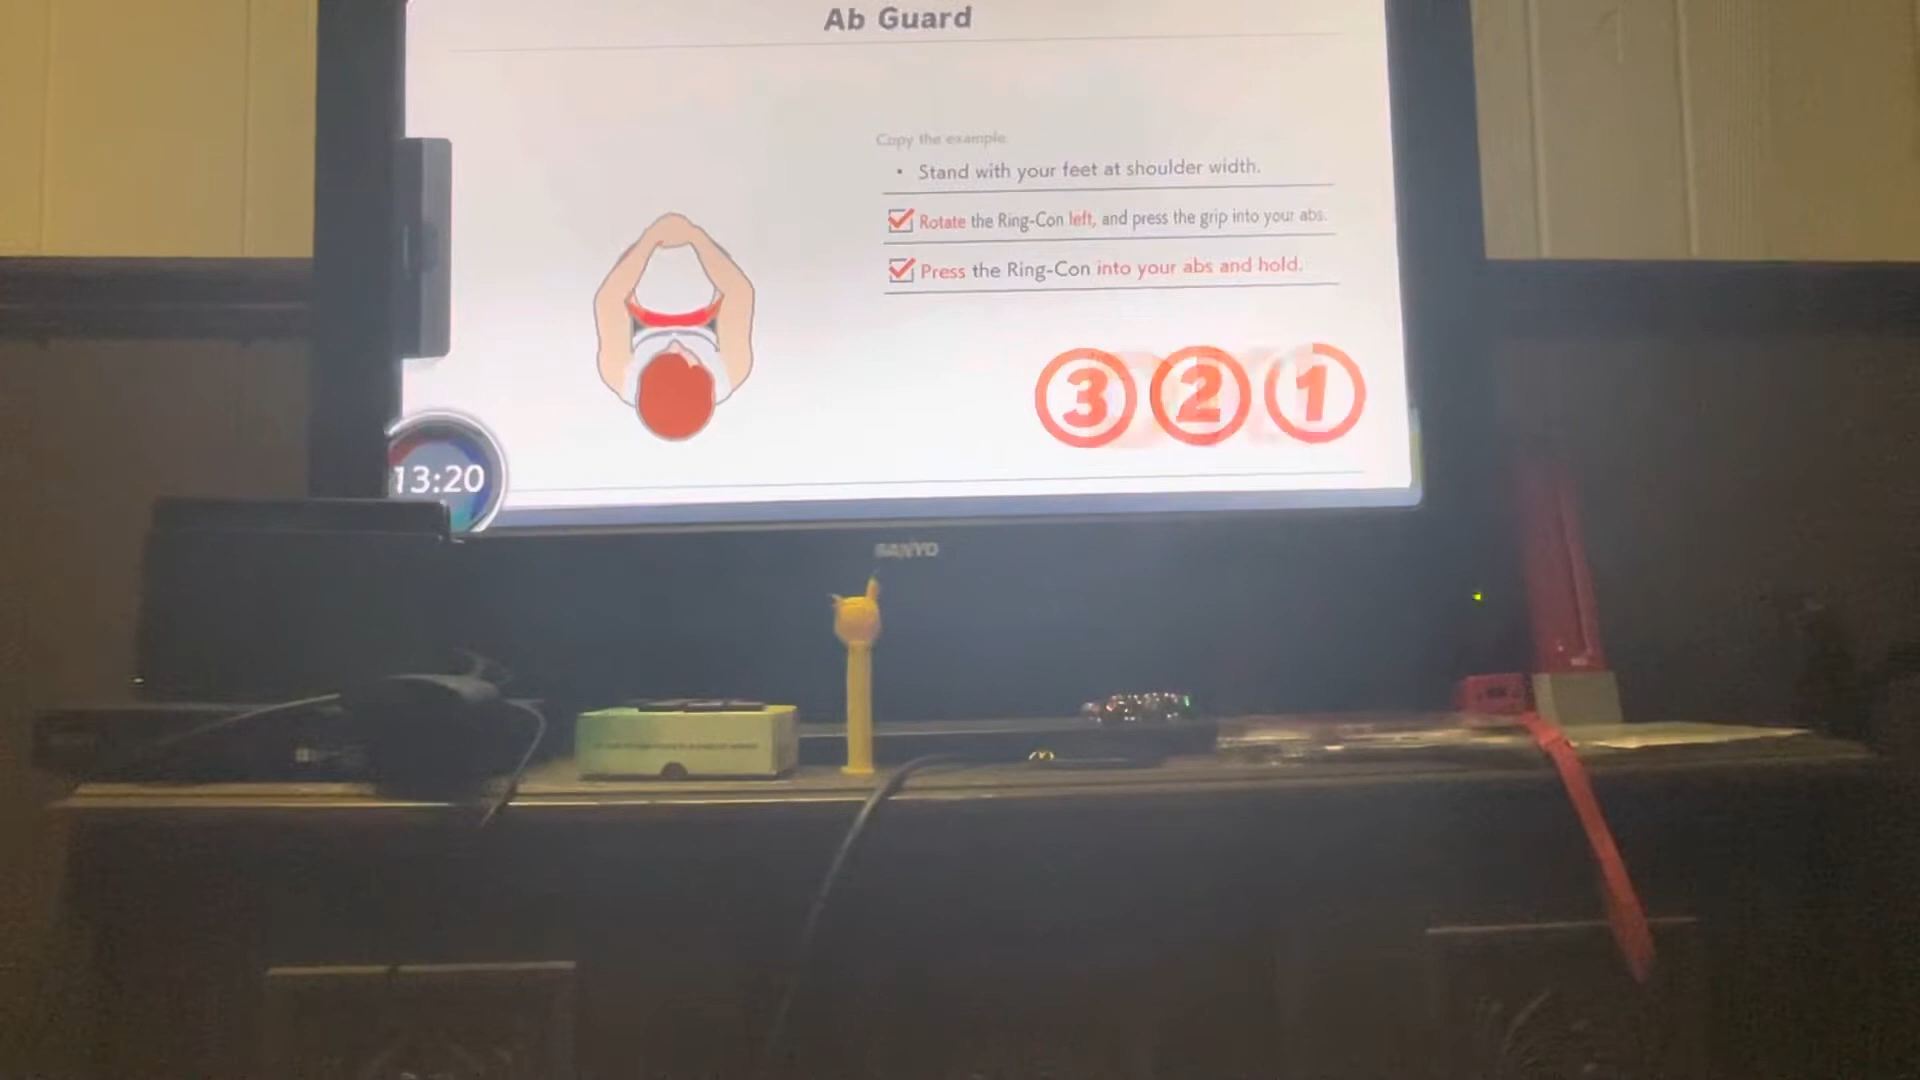 Ab Guard
Copy the example
• Stand with your feet at shoulder width.
Rotate the Ring-Con left, and press the grip into your abs.
Press the Ring-Con into your abs and hold.
3 2 1
13:20
SANYO